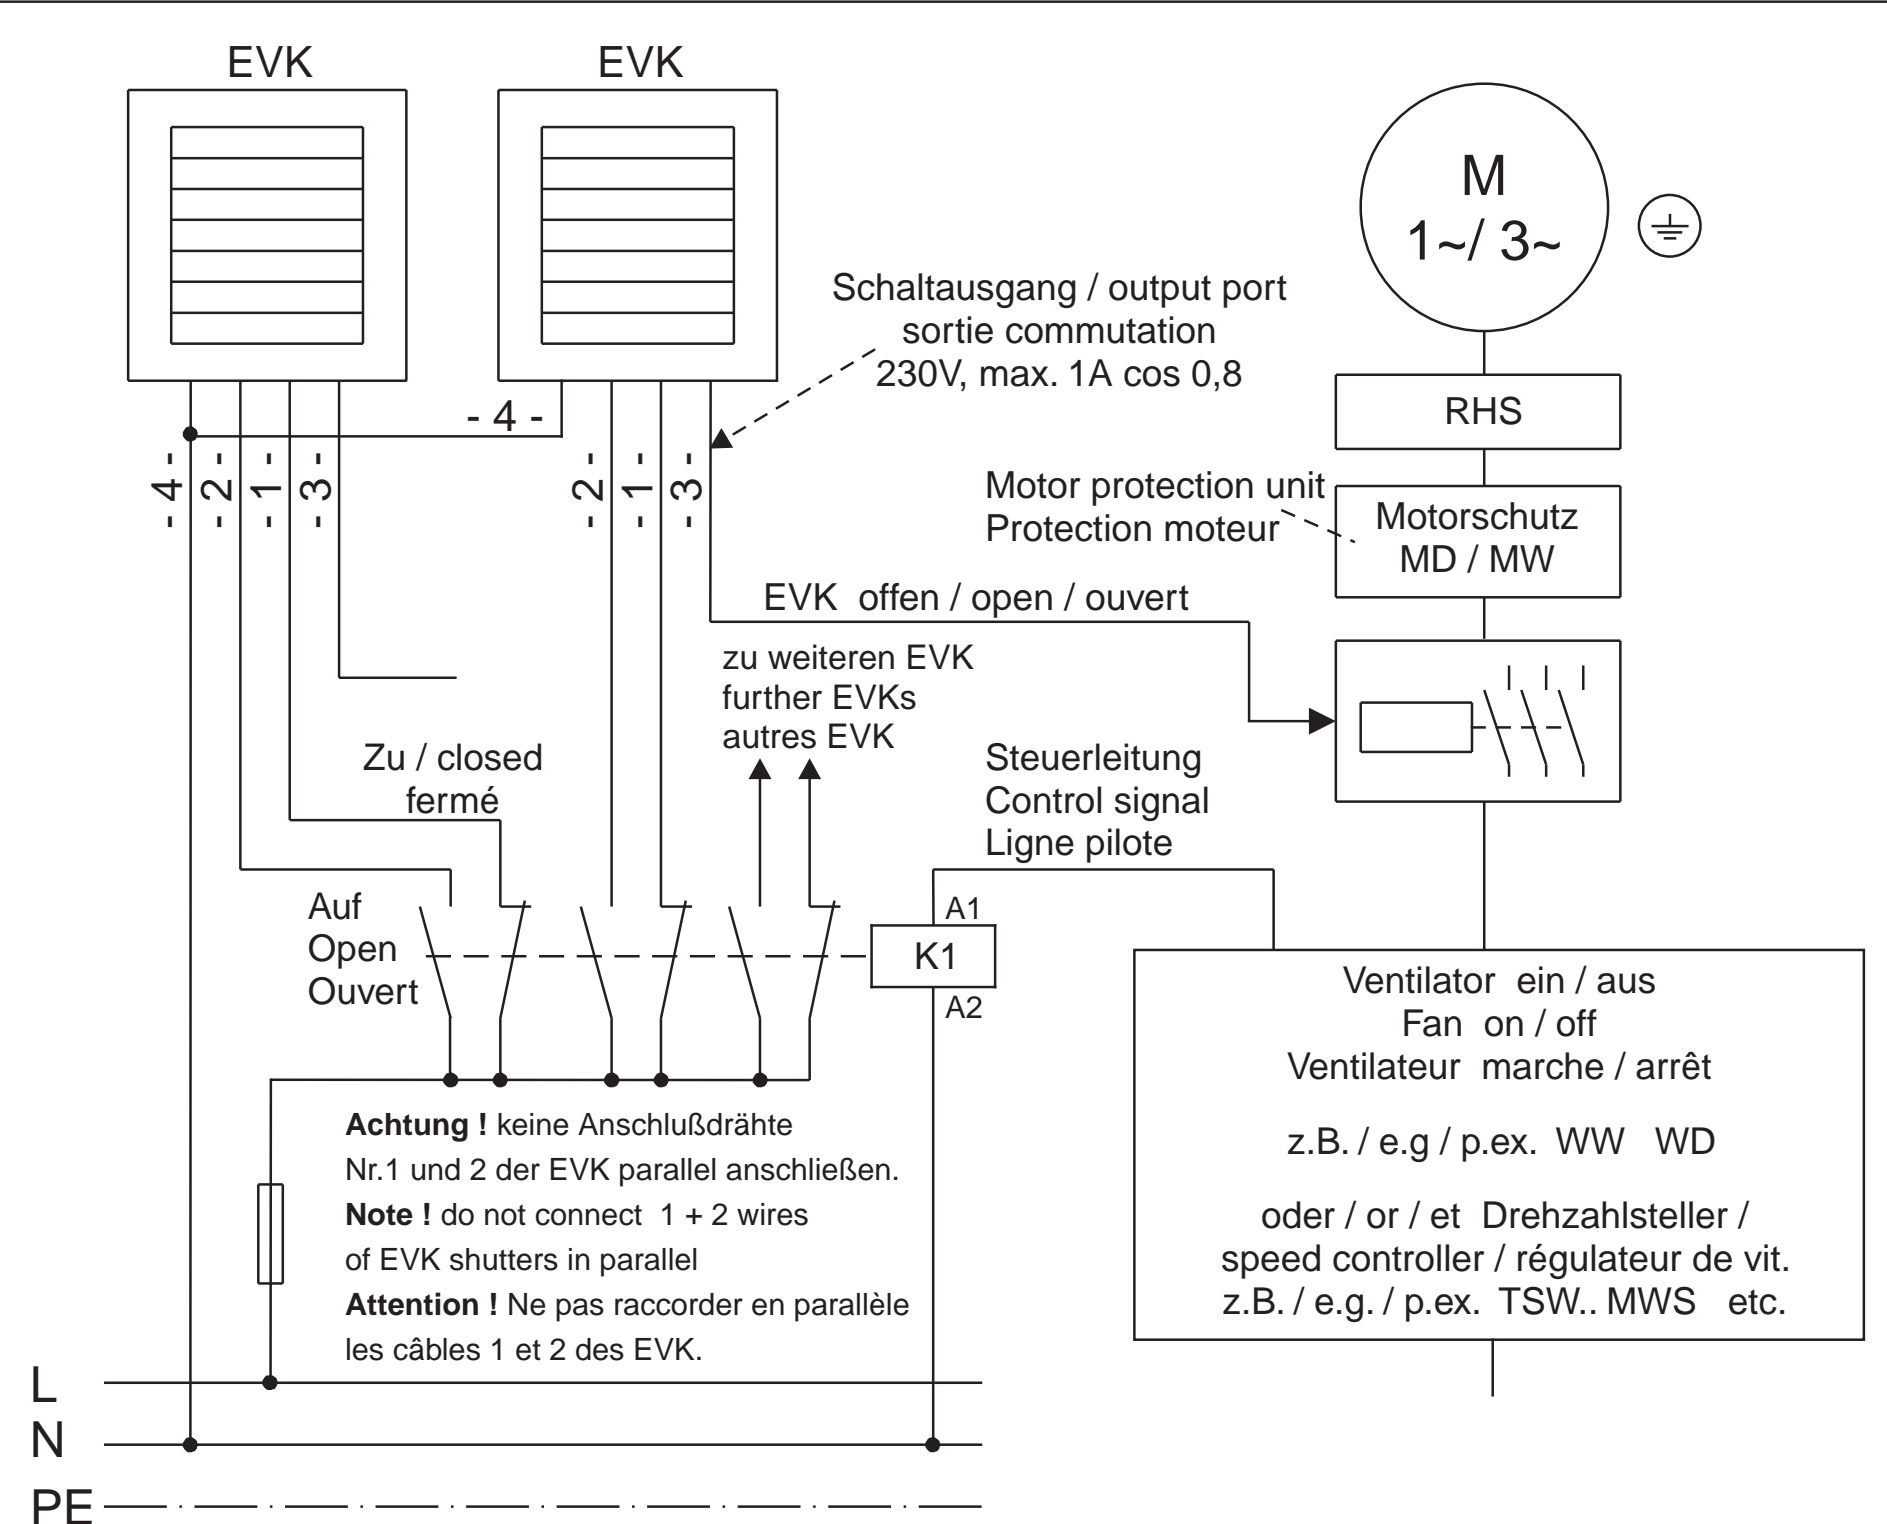 EVK
EVK
M
1~/ 3~
Schaltausgang / output port
sortie commutation
230V, max. 1A cos 0,8
RHS
- 4 -
- 4 -
- 2 -
- 1 -
- 3 -
- 2 -
- 1 -
- 3 -
Motor protection unit
Protection moteur
Motorschutz
MD / MW
EVK offen / open / ouvert
zu weiteren EVK
further EVKs
autres EVK
Zu / closed
fermé
Steuerleitung
Control signal
Ligne pilote
Auf
Open
Ouvert
A1
K1
A2
Ventilator ein / aus
Fan on / off
Ventilateur marche / arrêt
z.B. / e.g / p.ex. WW WD
oder / or / et Drehzahlsteller /
speed controller / régulateur de vit.
z.B. / e.g. / p.ex. TSW.. MWS etc.
Achtung ! keine Anschlußdrähte
Nr.1 und 2 der EVK parallel anschließen.
Note ! do not connect 1 + 2 wires
of EVK shutters in parallel
Attention ! Ne pas raccorder en parallèle
les câbles 1 et 2 des EVK.
L
N
PE